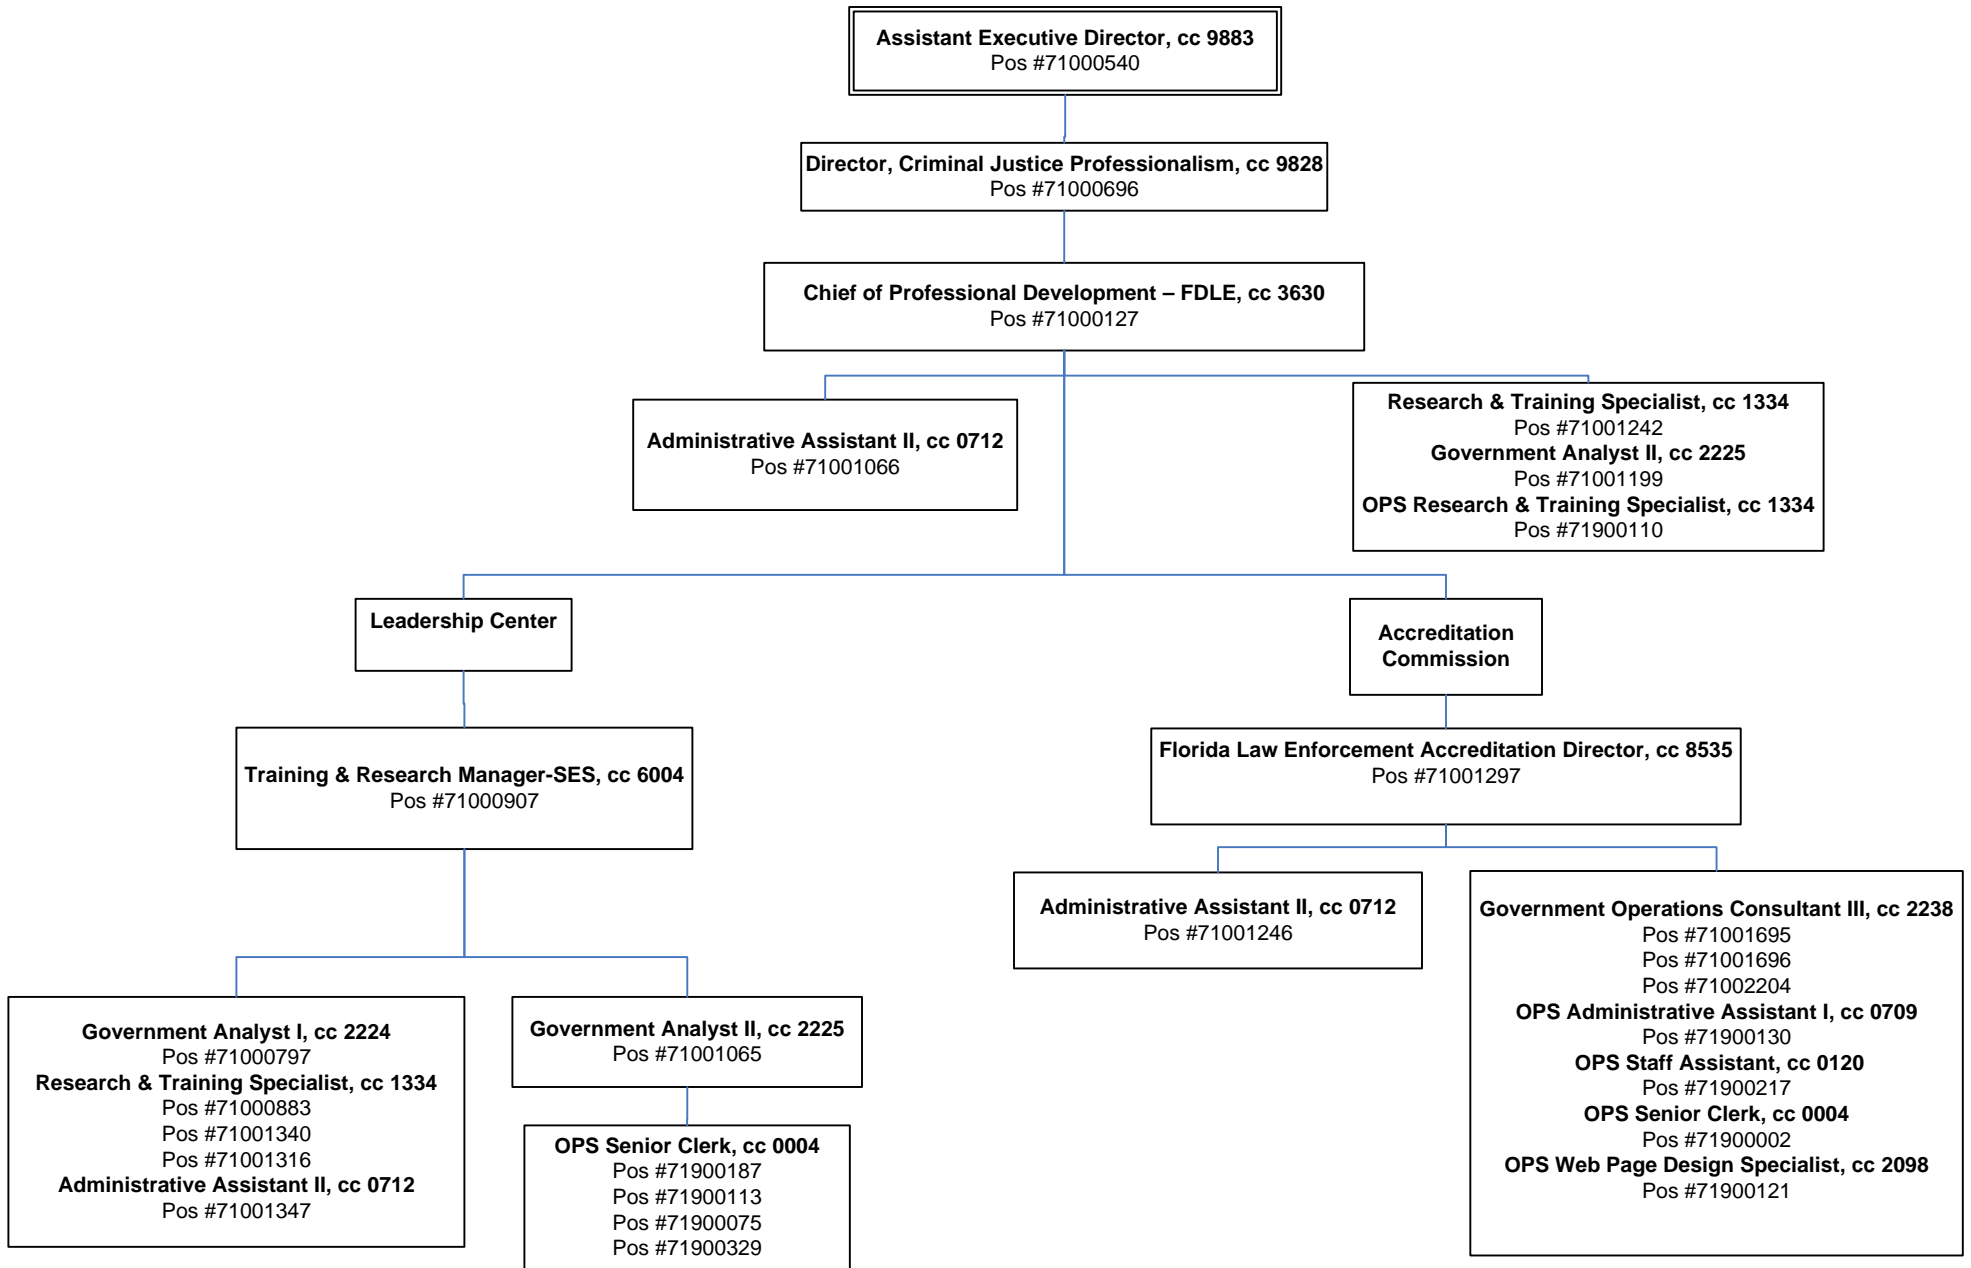 Assistant Executive Director, cc 9883
Pos #71000540
Director, Criminal Justice Professionalism, cc 9828
Pos #71000696
Chief of Professional Development – FDLE, cc 3630
Pos #71000127
Administrative Assistant II, cc 0712
Pos #71001066
Research & Training Specialist, cc 1334
Pos #71001242
Government Analyst II, cc 2225
Pos #71001199
OPS Research & Training Specialist, cc 1334
Pos #71900110
Leadership Center
Accreditation
Commission
Training & Research Manager-SES, cc 6004
Pos #71000907
Florida Law Enforcement Accreditation Director, cc 8535
Pos #71001297
Government Analyst I, cc 2224
Pos #71000797
Research & Training Specialist, cc 1334
Pos #71000883
Pos #71001340
Pos #71001316
Administrative Assistant II, cc 0712
Pos #71001347
Government Analyst II, cc 2225
Pos #71001065
OPS Senior Clerk, cc 0004
Pos #71900187
Pos #71900113
Pos #71900075
Pos #71900329
Administrative Assistant II, cc 0712
Pos #71001246
Government Operations Consultant III, cc 2238
Pos #71001695
Pos #71001696
Pos #71002204
OPS Administrative Assistant I, cc 0709
Pos #71900130
OPS Staff Assistant, cc 0120
Pos #71900217
OPS Senior Clerk, cc 0004
Pos #71900002
OPS Web Page Design Specialist, cc 2098
Pos #71900121